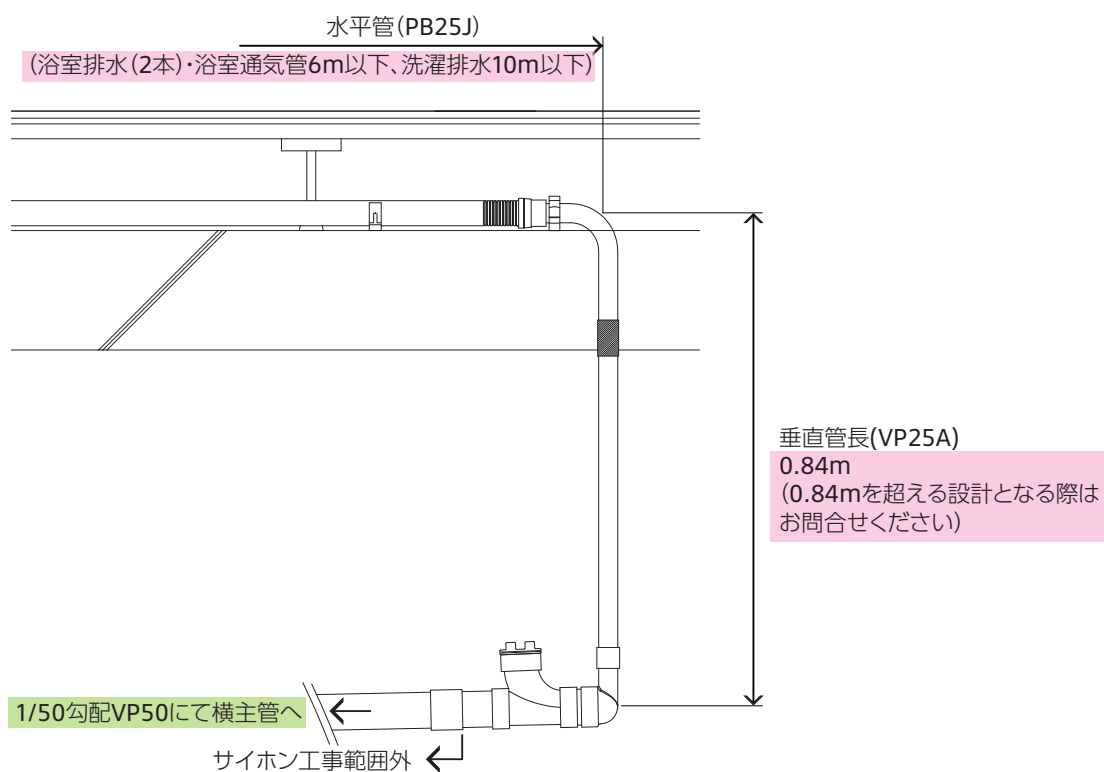 水平管(PB25J)
(浴室排水(2本)･浴室通気管6m以下、洗濯排水10m以下)
垂直管長(VP25A)
0.84m
(0.84mを超える設計となる際は
お問合せください)
1/50勾配VP50にて横主管へ
サイホン工事範囲外